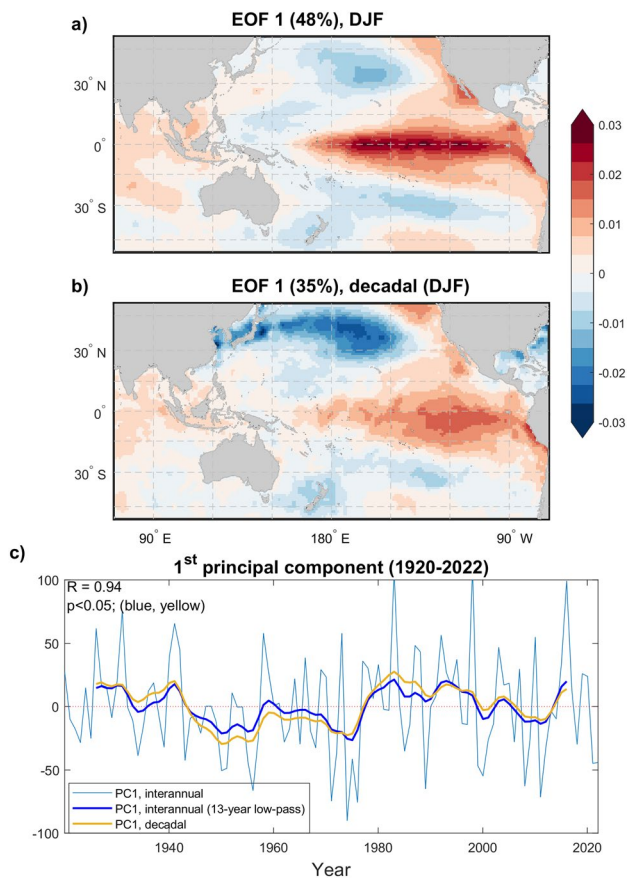 a)
EOF 1 (48%), DJF
30° N
0°
30° S
0.03
0.02
0.01
0
-0.01
-0.02
-0.03
b)
EOF 1 (35%), decadal (DJF)
30° N
0°
30° S
90° E
180° E
90° W
c)
1st principal component (1920-2022)
R = 0.94
p<0.05; (blue, yellow)
100
50
0
-50
-100
PC1, interannual
PC1, interannual (13-year low-pass)
PC1, decadal
1940
1960
1980
2000
2020
Year